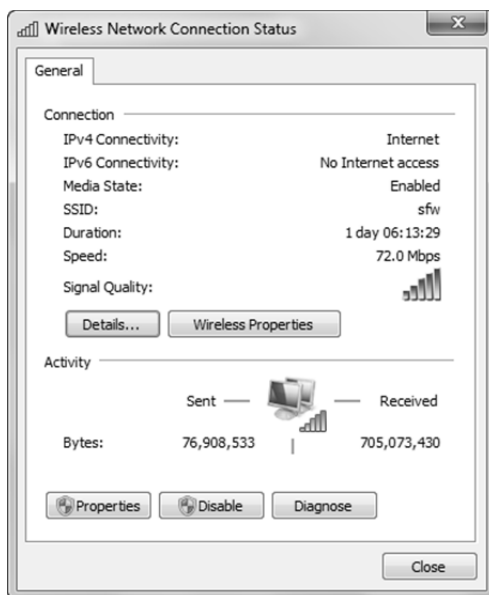 Wireless Network Connection Status
General
Connection
IPv4 Connectivity: Internet
IPv6 Connectivity: No Internet access
Media State: Enabled
SSID: sfw
Duration: 1 day 06:13:29
Speed: 72.0 Mbps
Signal Quality:
Details... Wireless Properties
Activity
Sent Received
Bytes: 76,908,533 705,073,430
Properties Disable Diagnose
Close